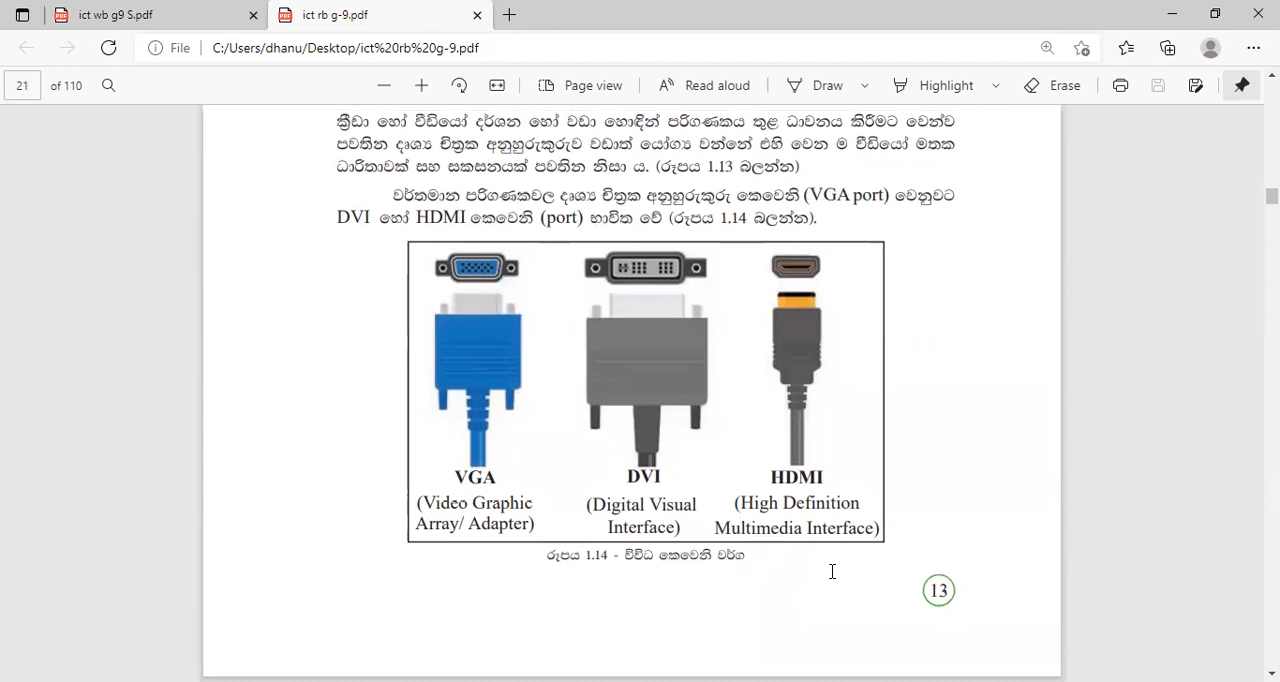 ict wb g9 S.pdf
ict rb g-9.pdf
File C:/Users/dhanu/Desktop/ict%20rb%20g-9.pdf
21 of 110 Page view Read aloud Draw Highlight Erase
ක්‍රීඩා හෝ වීඩියෝ දර්ශන හෝ වඩා හොඳින් පරිගණකය තුළ ධාවනය කිරීමට වෙන්ව
පවතින දෘශ්‍ය චිත්‍රක අනුහුරුකුරුව වඩාත් යෝග්‍ය වන්නේ එහි වෙන ම වීඩියෝ මතක
ධාරිතාවක් සහ සකසනයක් පවතින නිසා ය. (රූපය 1.13 බලන්න)
වර්තමාන පරිගණකවල දෘශ්‍ය චිත්‍රක අනුහුරුකුරු කෙවෙනි (VGA port) වෙනුවට
DVI හෝ HDMI කෙවෙනි (port) භාවිත වේ (රූපය 1.14 බලන්න).
VGA
(Video Graphic
Array/ Adapter)
DVI
(Digital Visual
Interface)
HDMI
(High Definition
Multimedia Interface)
රූපය 1.14 - විවිධ කෙවෙනි වර්ග
13